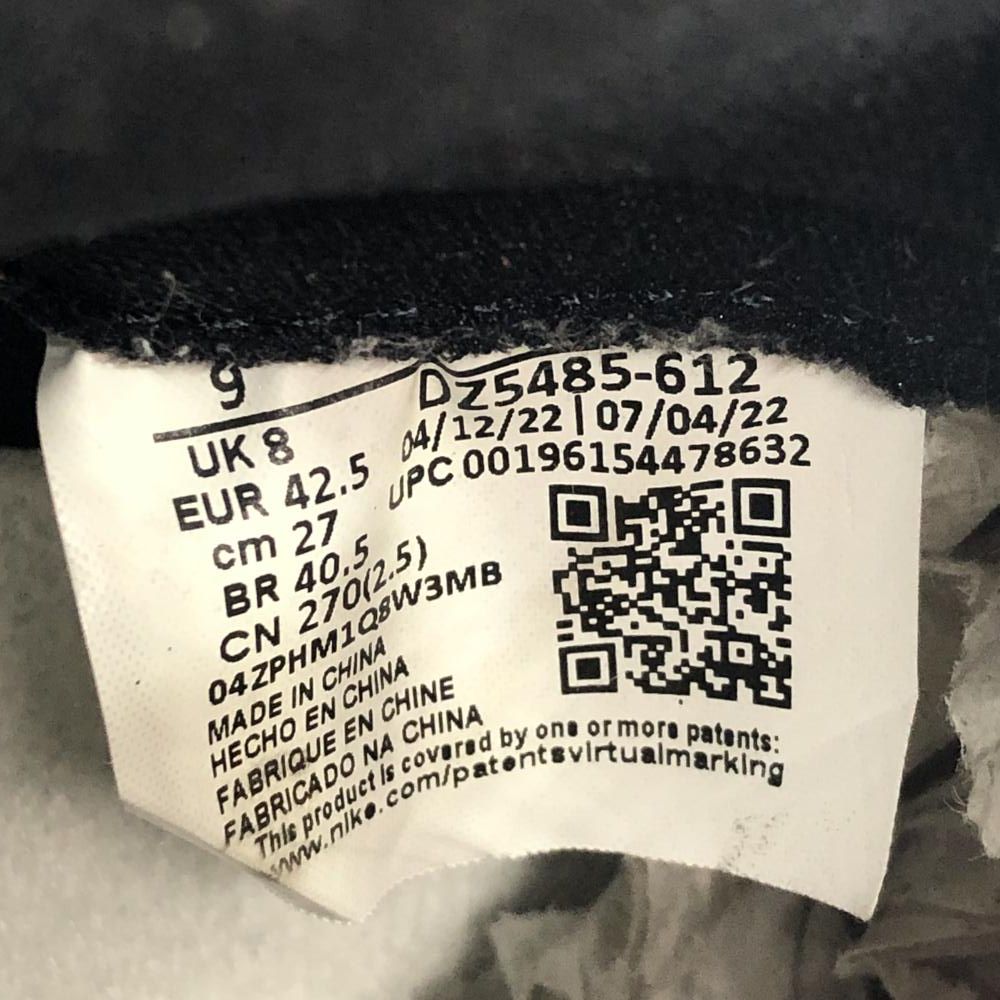 9
UK 8
EUR 42.5
cm 27
BR 40.5
CN 270(2.5)
04ZPHM1Q8W3MB
MADE IN CHINA
HECHO EN CHINA
FABRIQUE EN CHINE
FABRICADO NA CHINA
DZ5485-612
04/12/22 | 07/04/22
UPC 00196154478632
This product is covered by one or more patents:
www.nike.com/patentsvirtualmarking